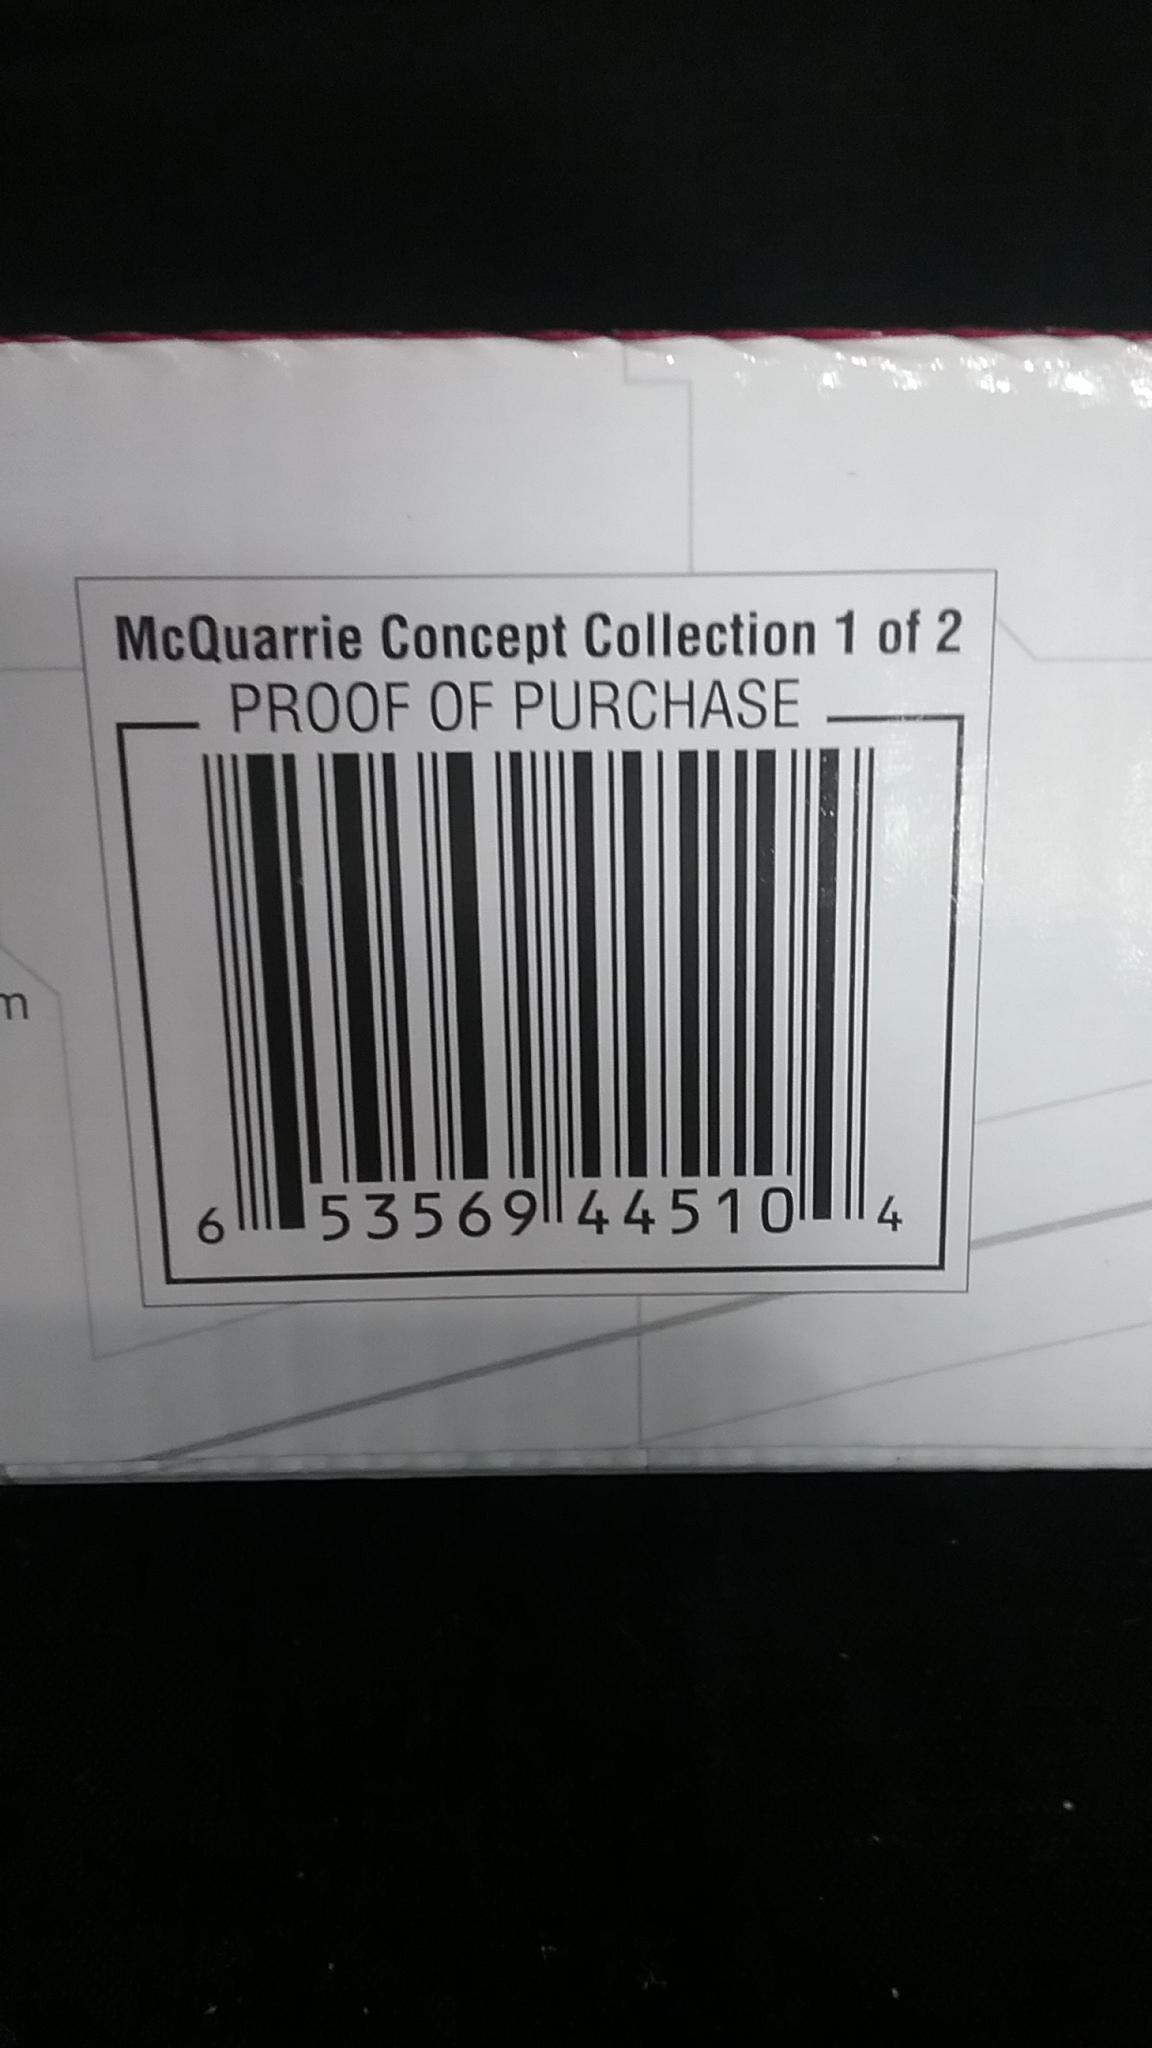 McQuarrie Concept Collection 1 of 2
PROOF OF PURCHASE
m
6 53569 44510 4